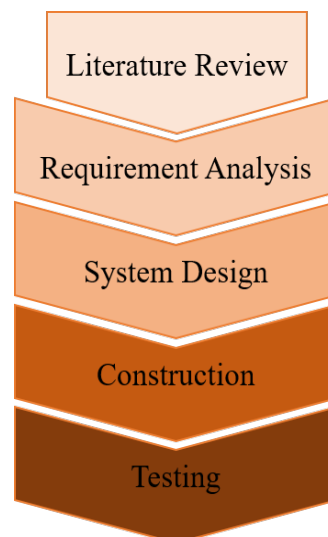 Literature Review
Requirement Analysis
System Design
Construction
Testing